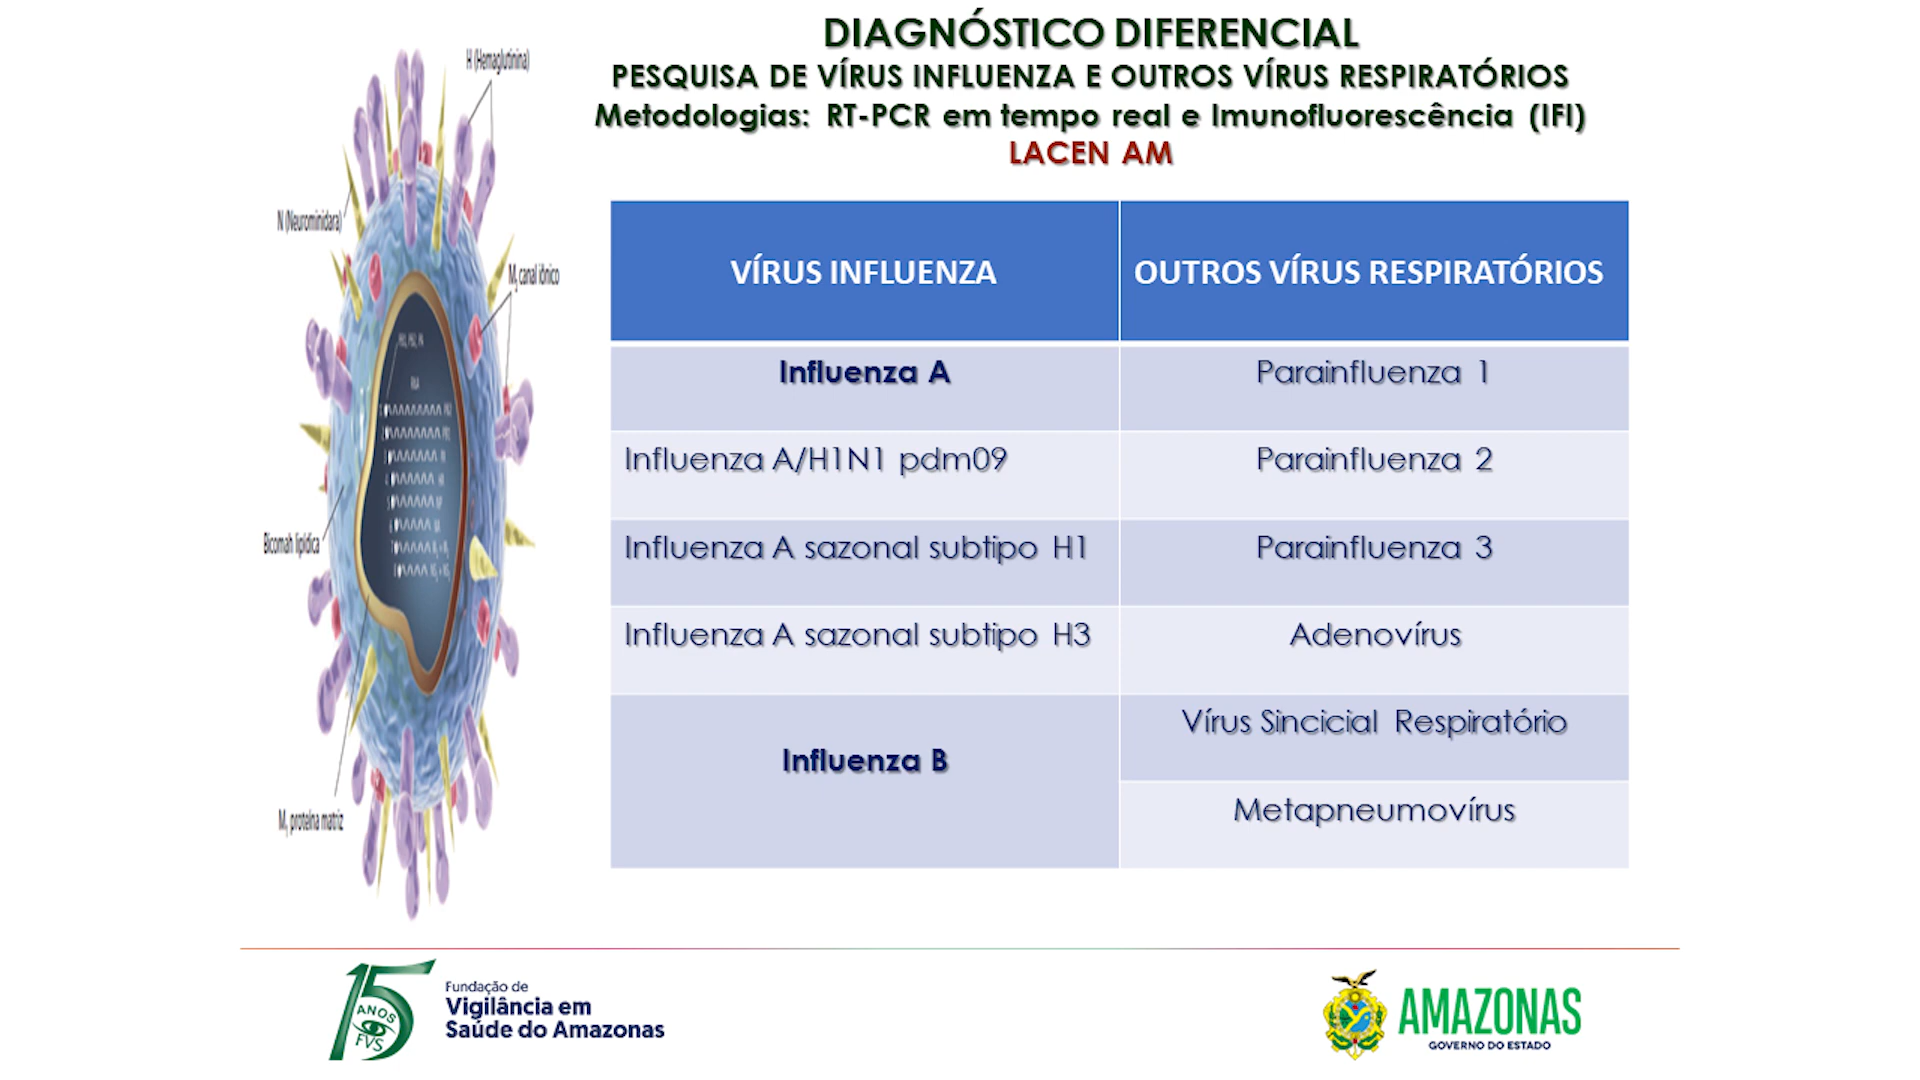 DIAGNÓSTICO DIFERENCIAL
PESQUISA DE VÍRUS INFLUENZA E OUTROS VÍRUS RESPIRATÓRIOS
Metodologias: RT-PCR em tempo real e Imunofluorescência (IFI)
LACEN AM
H (Hemaglutinina)
N (Neurominidara)
M₂ canal iônico
RNA
Bicomah lipídica
M₁ proteína matriz
VÍRUS INFLUENZA
OUTROS VÍRUS RESPIRATÓRIOS
Influenza A
Parainfluenza 1
Influenza A/H1N1 pdm09
Parainfluenza 2
Influenza A sazonal subtipo H1
Parainfluenza 3
Influenza A sazonal subtipo H3
Adenovírus
Influenza B
Vírus Sincicial Respiratório
Metapneumovírus
15
ANOS
FVS
Fundação de
Vigilância em
Saúde do Amazonas
AMAZONAS
GOVERNO DO ESTADO